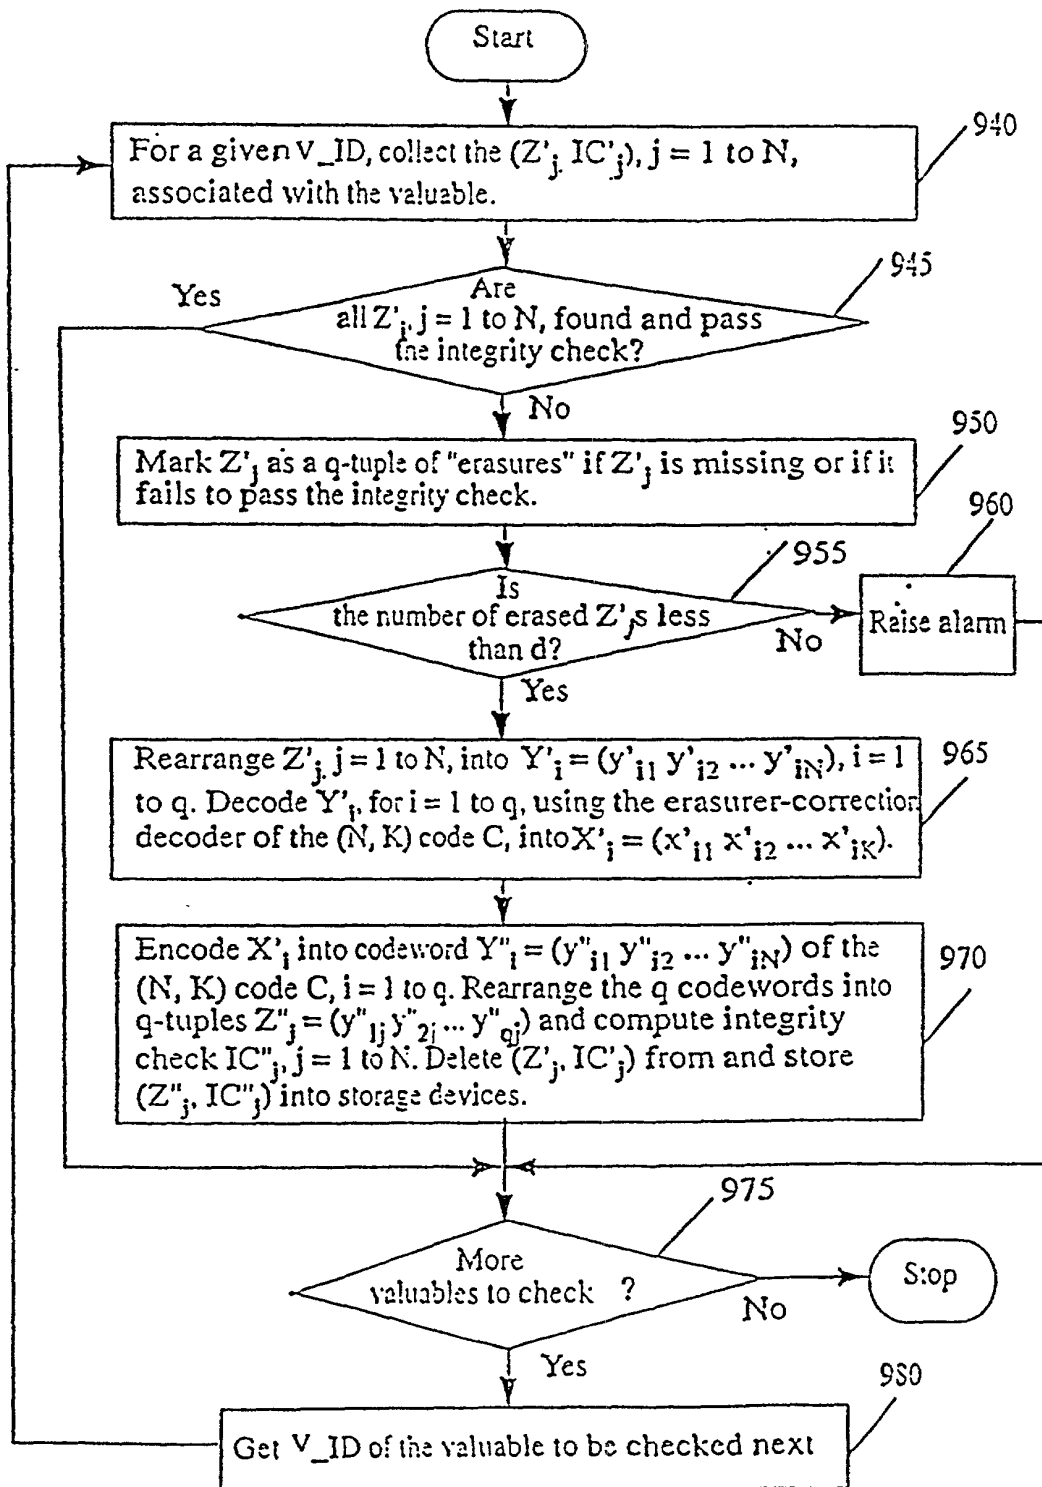 Start
940
For a given V_ID, collect the (Z'j, IC'j), j = 1 to N,
associated with the valuable.
945
Yes
Are
all Z'j, j = 1 to N, found and pass
the integrity check?
No
950
Mark Z'j as a q-tuple of "erasures" if Z'j is missing or if it
fails to pass the integrity check.
960
955
Is
the number of erased Z'js less
than d?
No
Raise alarm
Yes
965
Rearrange Z'j, j = 1 to N, into Y'i = (y'i1 y'i2 ... y'iN), i = 1
to q. Decode Y'i, for i = 1 to q, using the erasurer-correction
decoder of the (N, K) code C, into X'i = (x'i1 x'i2 ... x'iK).
970
Encode X'i into codeword Y"i = (y"i1 y"i2 ... y"iN) of the
(N, K) code C, i = 1 to q. Rearrange the q codewords into
q-tuples Z"j = (y"1j y"2j ... y"qj) and compute integrity
check IC"j, j = 1 to N. Delete (Z'j, IC'j) from and store
(Z"j, IC"j) into storage devices.
975
More
valuables to check ?
No
Stop
Yes
980
Get V_ID of the valuable to be checked next